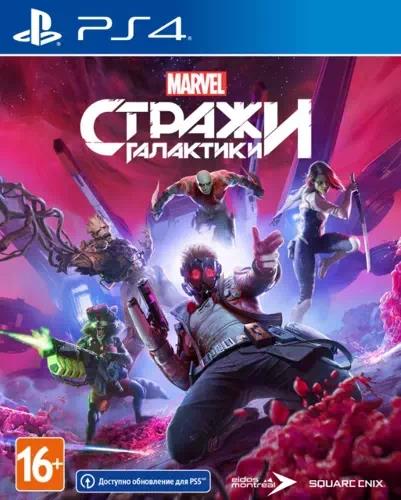 PS4
MARVEL
СТРАЖИ
ГАЛАКТИКИ
16+
Доступно обновление для PS5
eidos
montréal
SQUARE ENIX